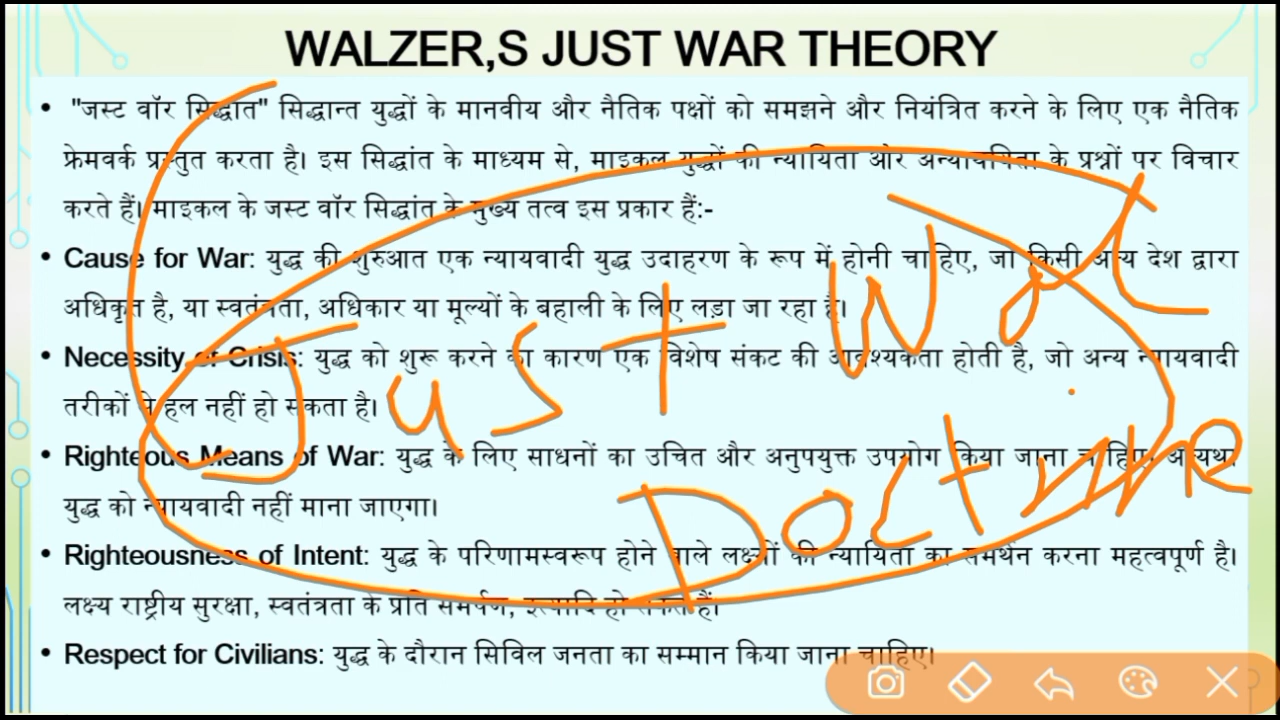 WALZER,S JUST WAR THEORY
• "जस्ट वॉर सिद्धांत" सिद्धान्त युद्धों के मानवीय और नैतिक पक्षों को समझने और नियंत्रित करने के लिए एक नैतिक
फ्रेमवर्क प्रस्तुत करता है। इस सिद्धांत के माध्यम से, माइकल युद्धों की न्यायिता और अन्यायिता के प्रश्नों पर विचार
करते हैं। माइकल के जस्ट वॉर सिद्धांत के मुख्य तत्व इस प्रकार हैं:-
• Cause for War: युद्ध की शुरुआत एक न्यायवादी युद्ध उदाहरण के रूप में होनी चाहिए, जो किसी अन्य देश द्वारा
अधिकृत है, या स्वतंत्रता, अधिकार या मूल्यों के बहाली के लिए लड़ा जा रहा है।
• Necessity of Crisis: युद्ध को शुरू करने का कारण एक विशेष संकट की आवश्यकता होती है, जो अन्य न्यायवादी
तरीकों से हल नहीं हो सकता है।
• Righteous Means of War: युद्ध के लिए साधनों का उचित और अनुपयुक्त उपयोग किया जाना चाहिए, अन्यथा
युद्ध को न्यायवादी नहीं माना जाएगा।
• Righteousness of Intent: युद्ध के परिणामस्वरूप होने वाले लक्ष्यों की न्यायिता का समर्थन करना महत्वपूर्ण है।
लक्ष्य राष्ट्रीय सुरक्षा, स्वतंत्रता के प्रति समर्पण, इत्यादि हो सकते हैं।
• Respect for Civilians: युद्ध के दौरान सिविल जनता का सम्मान किया जाना चाहिए।
Just War